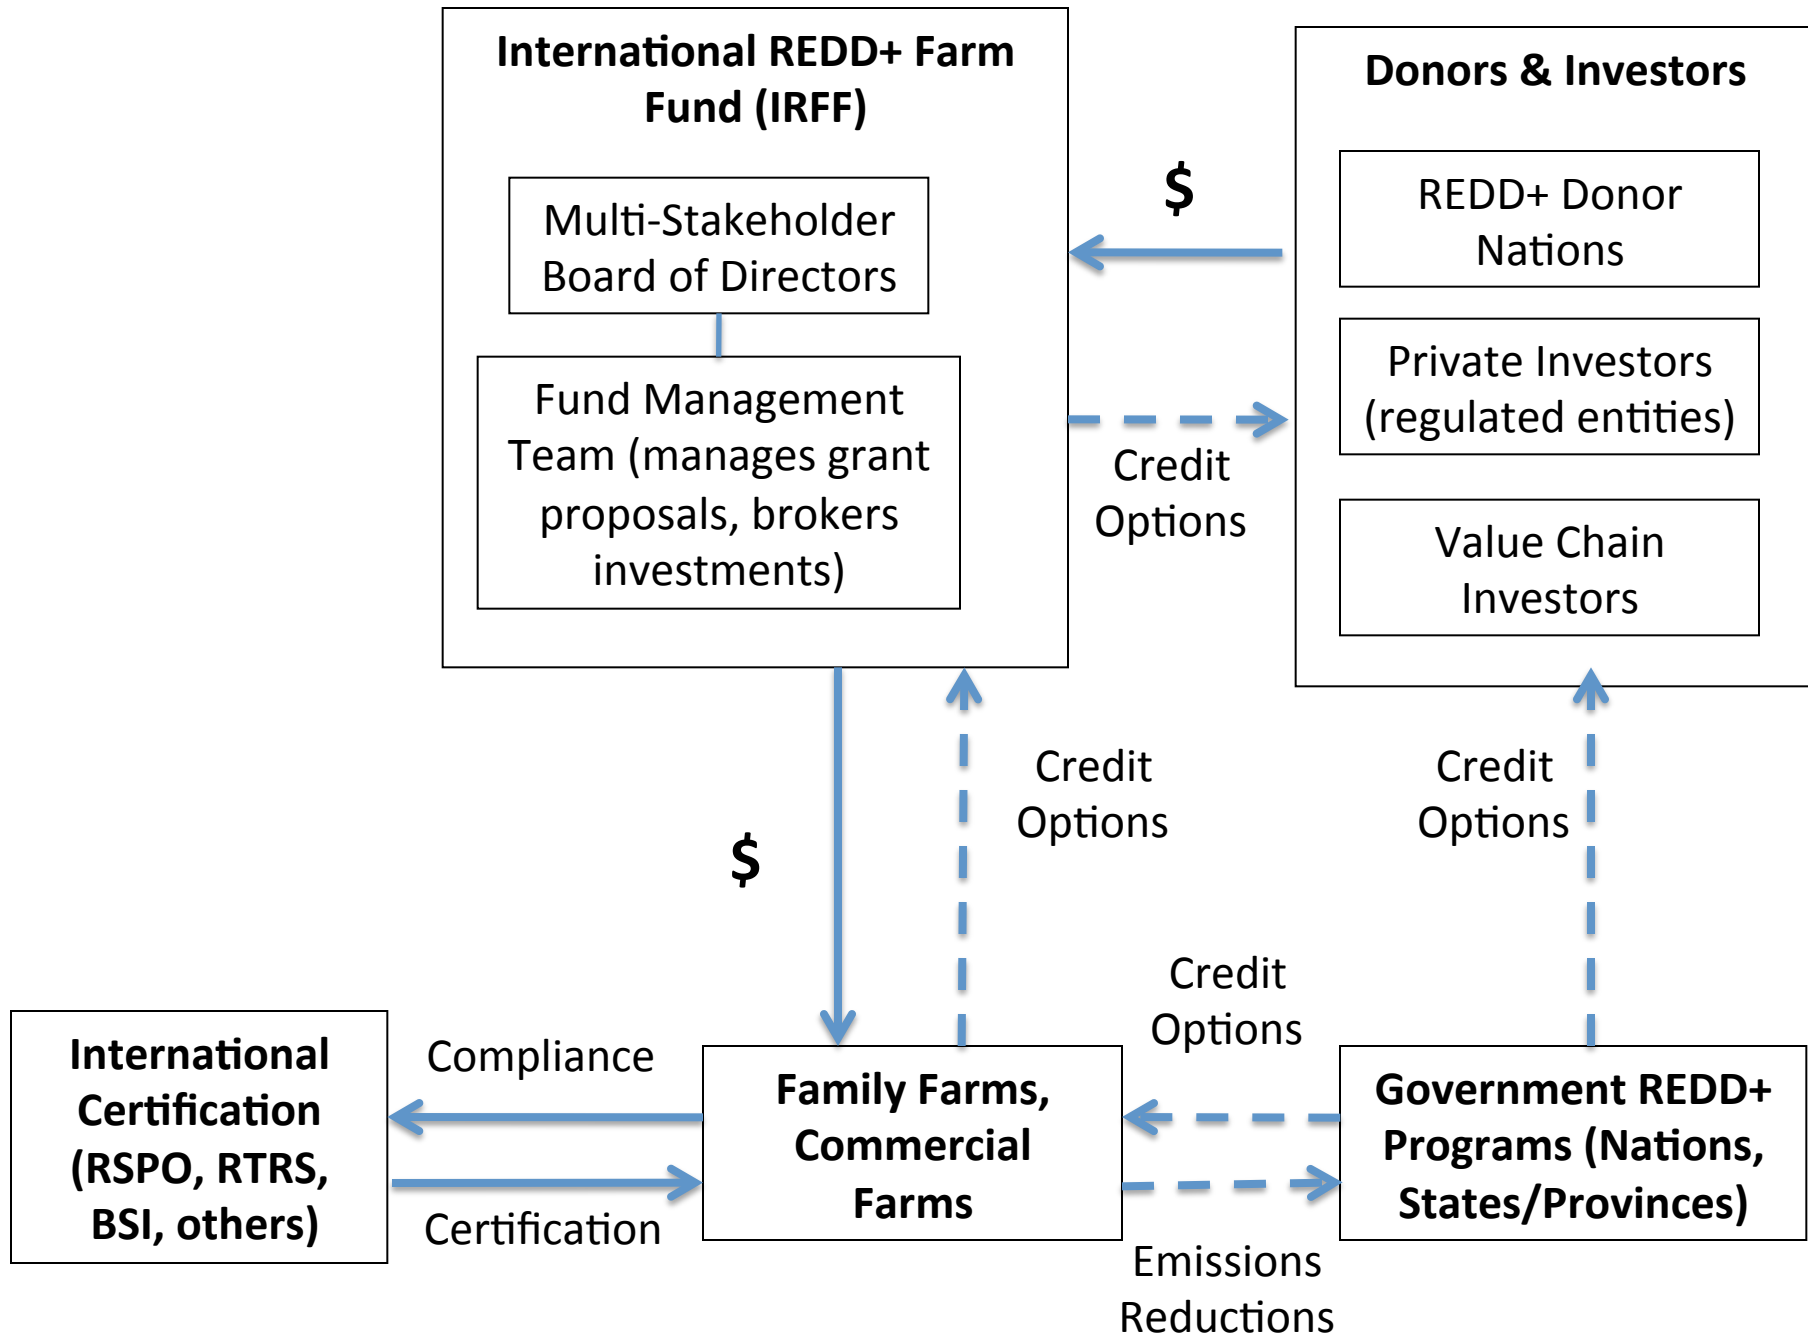 International REDD+ Farm
Fund (IRFF)
Multi-Stakeholder
Board of Directors
Fund Management
Team (manages grant
proposals, brokers
investments)
$
Credit
Options
Donors & Investors
REDD+ Donor
Nations
Private Investors
(regulated entities)
Value Chain
Investors
$
Credit
Options
Credit
Options
International
Certification
(RSPO, RTRS,
BSI, others)
Compliance
Certification
Family Farms,
Commercial
Farms
Credit
Options
Emissions
Reductions
Government REDD+
Programs (Nations,
States/Provinces)